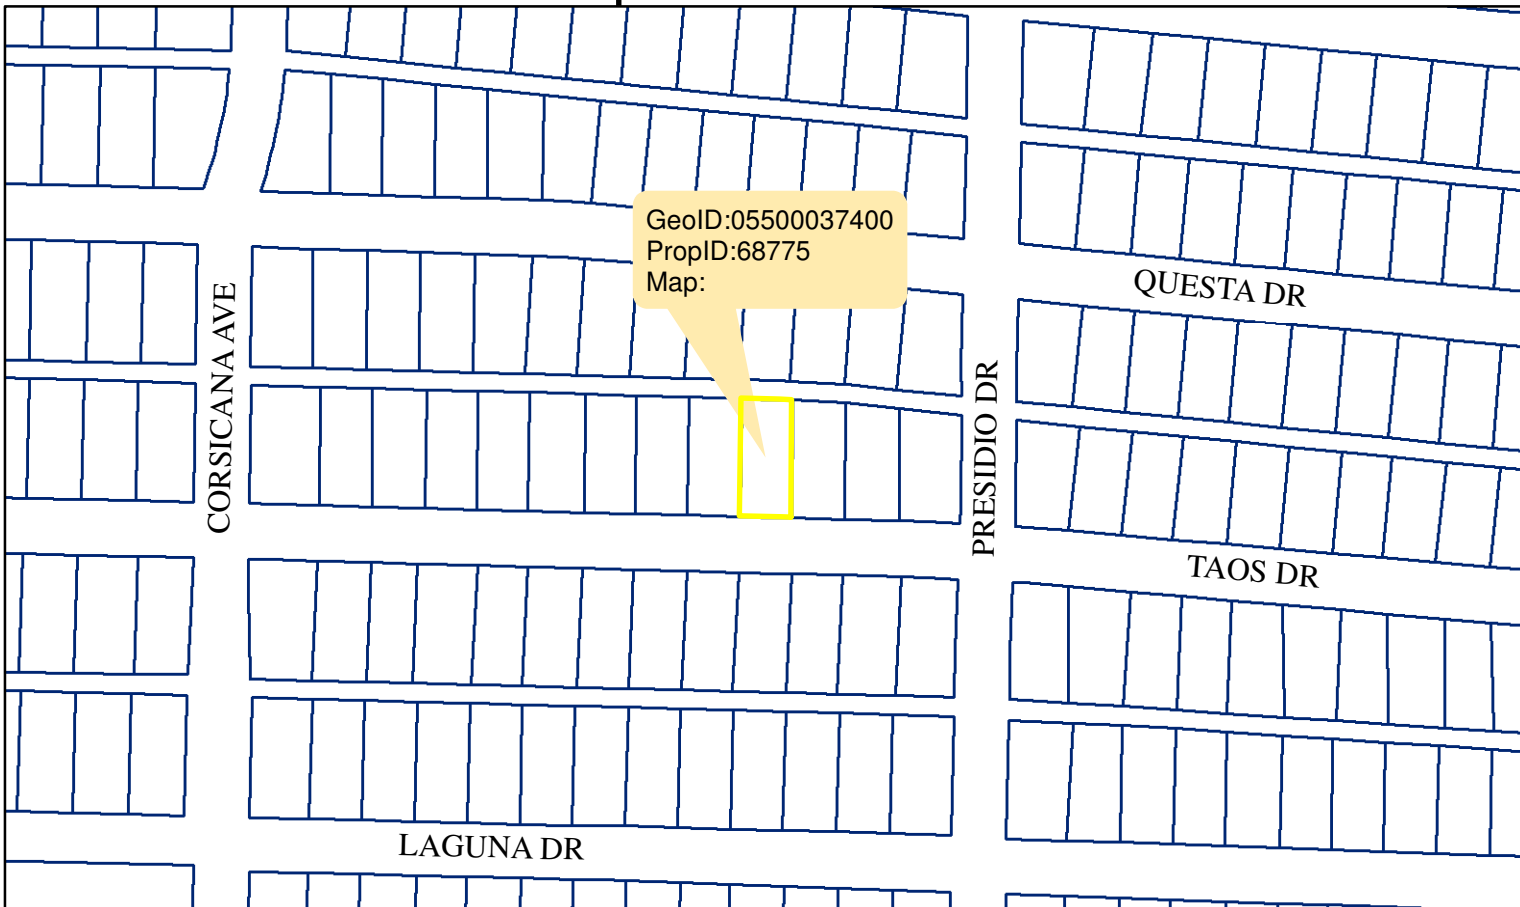 GeoID:05500037400
PropID:68775
Map:
QUESTA DR
CORSICANA AVE
PRESIDIO DR
TAOS DR
LAGUNA DR